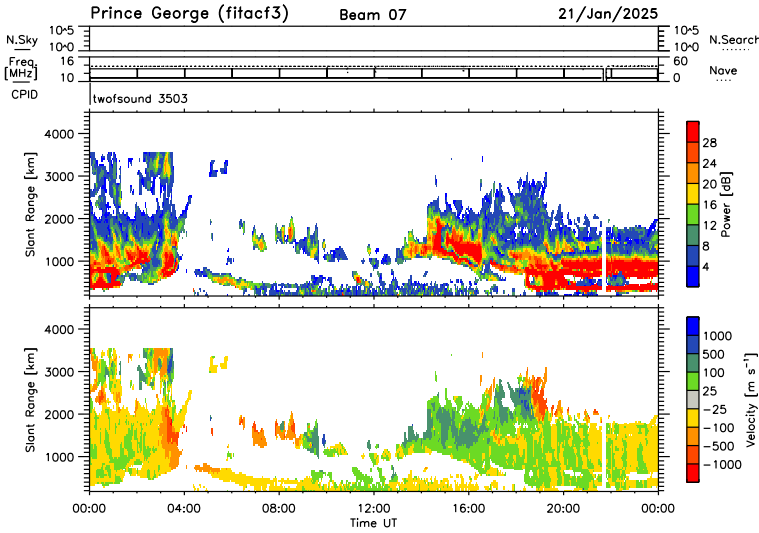 Prince George (fitacf3) Beam 07 21/Jan/2025
N.Sky 10^5 10^0 10^5 10^0 N.Search
Freq. [MHz] 16 10 60 0 Nave
CPID twofsound 3503
Slant Range [km] 4000 3000 2000 1000
Power [dB] 28 24 20 16 12 8 4
Slant Range [km] 4000 3000 2000 1000
Velocity [m s⁻¹] 1000 500 100 25 −25 −100 −500 −1000
00:00 04:00 08:00 12:00 16:00 20:00 00:00
Time UT